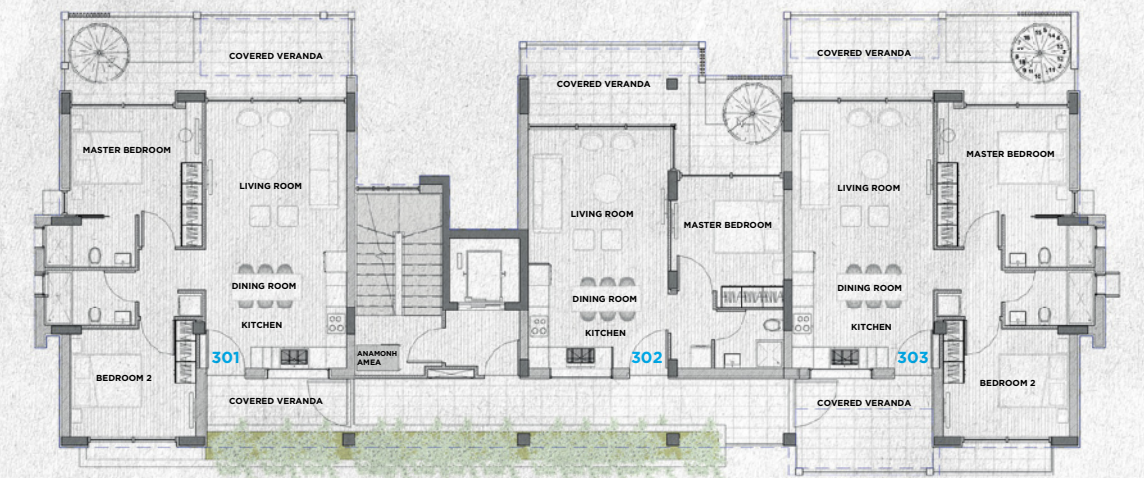 COVERED VERANDA
COVERED VERANDA
COVERED VERANDA
MASTER BEDROOM
LIVING ROOM
LIVING ROOM
MASTER BEDROOM
LIVING ROOM
MASTER BEDROOM
DINING ROOM
KITCHEN
DINING ROOM
KITCHEN
DINING ROOM
KITCHEN
301
ΑΝΑΜΟΝΗ
ΑΜΕΑ
302
303
BEDROOM 2
BEDROOM 2
COVERED VERANDA
COVERED VERANDA